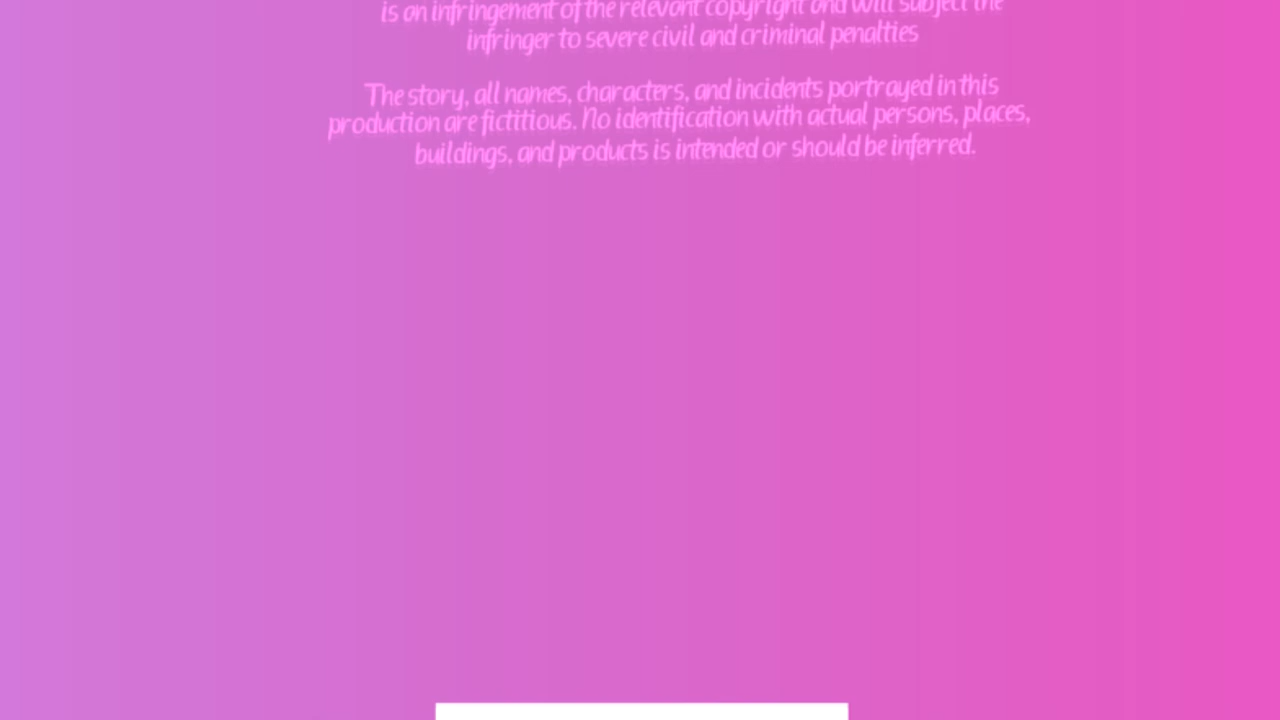 is an infringement of the relevant copyright and will subject the
infringer to severe civil and criminal penalties
The story, all names, characters, and incidents portrayed in this
production are fictitious. No identification with actual persons, places,
buildings, and products is intended or should be inferred.